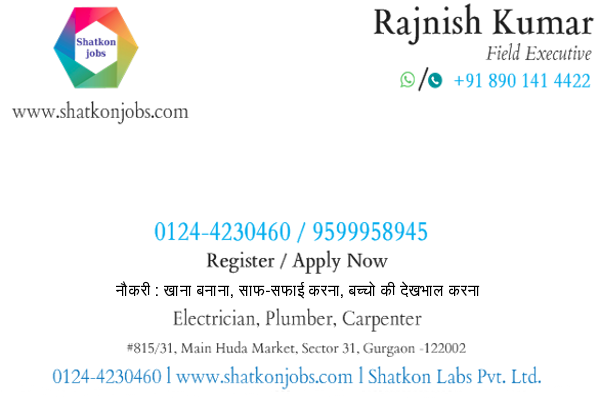 Shatkon
jobs
www.shatkonjobs.com
Rajnish Kumar
Field Executive
/ +91 890 141 4422
0124-4230460 / 9599958945
Register / Apply Now
नौकरी : खाना बनाना, साफ-सफाई करना, बच्चो की देखभाल करना
Electrician, Plumber, Carpenter
#815/31, Main Huda Market, Sector 31, Gurgaon -122002
0124-4230460 l www.shatkonjobs.com l Shatkon Labs Pvt. Ltd.